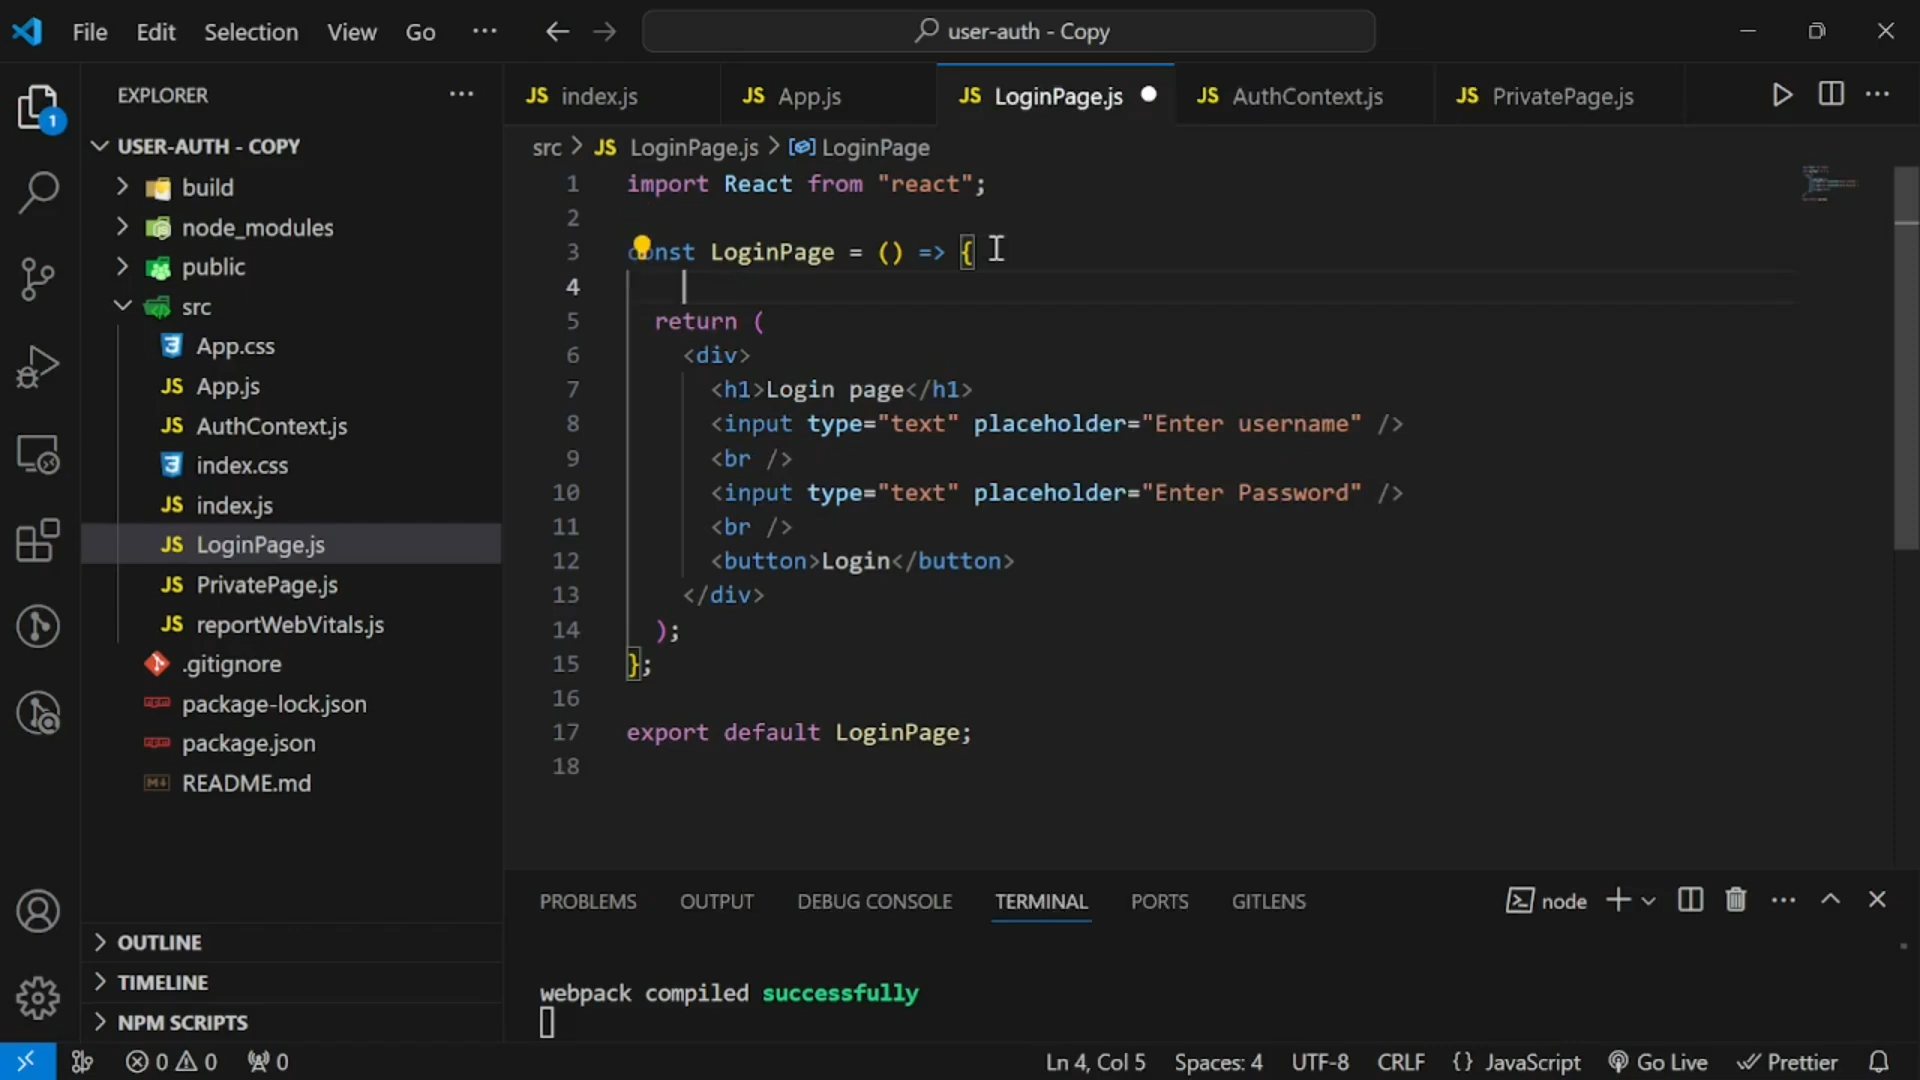 File Edit Selection View Go ··· user-auth - Copy
EXPLORER ···
1
USER-AUTH - COPY
build
node_modules
public
src
App.css
JS App.js
JS AuthContext.js
index.css
JS index.js
JS LoginPage.js
JS PrivatePage.js
JS reportWebVitals.js
.gitignore
package-lock.json
package.json
README.md
OUTLINE
TIMELINE
NPM SCRIPTS
JS index.js JS App.js JS LoginPage.js JS AuthContext.js JS PrivatePage.js ···
src > JS LoginPage.js > LoginPage
1 import React from "react";
2
3 const LoginPage = () => {
4
5 return (
6 <div>
7 <h1>Login page</h1>
8 <input type="text" placeholder="Enter username" />
9 <br />
10 <input type="text" placeholder="Enter Password" />
11 <br />
12 <button>Login</button>
13 </div>
14 );
15 };
16
17 export default LoginPage;
18
PROBLEMS OUTPUT DEBUG CONSOLE TERMINAL PORTS GITLENS node ···
webpack compiled successfully
0 0 0 Ln 4, Col 5 Spaces: 4 UTF-8 CRLF {} JavaScript Go Live Prettier